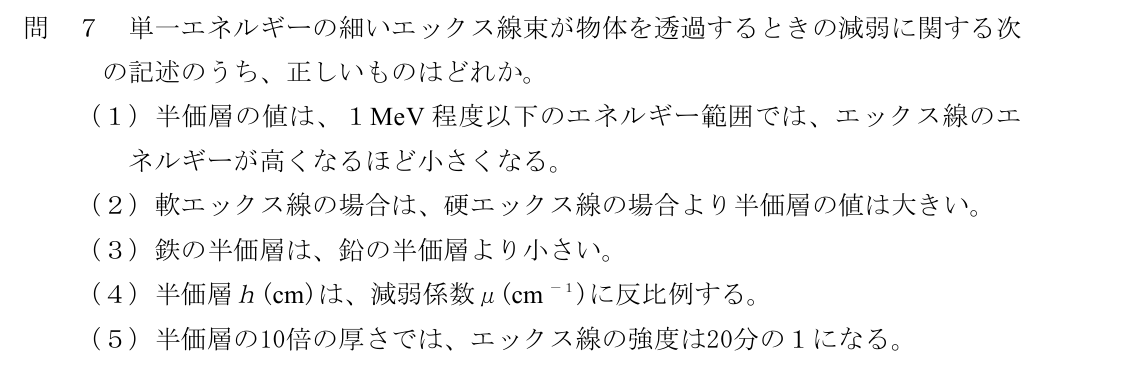 問　７　単一エネルギーの細いエックス線束が物体を透過するときの減弱に関する次
の記述のうち、正しいものはどれか。
（１）半価層の値は、１MeV 程度以下のエネルギー範囲では、エックス線のエ
ネルギーが高くなるほど小さくなる。
（２）軟エックス線の場合は、硬エックス線の場合より半価層の値は大きい。
（３）鉄の半価層は、鉛の半価層より小さい。
（４）半価層ｈ(cm)は、減弱係数μ(cm⁻¹)に反比例する。
（５）半価層の10倍の厚さでは、エックス線の強度は20分の１になる。